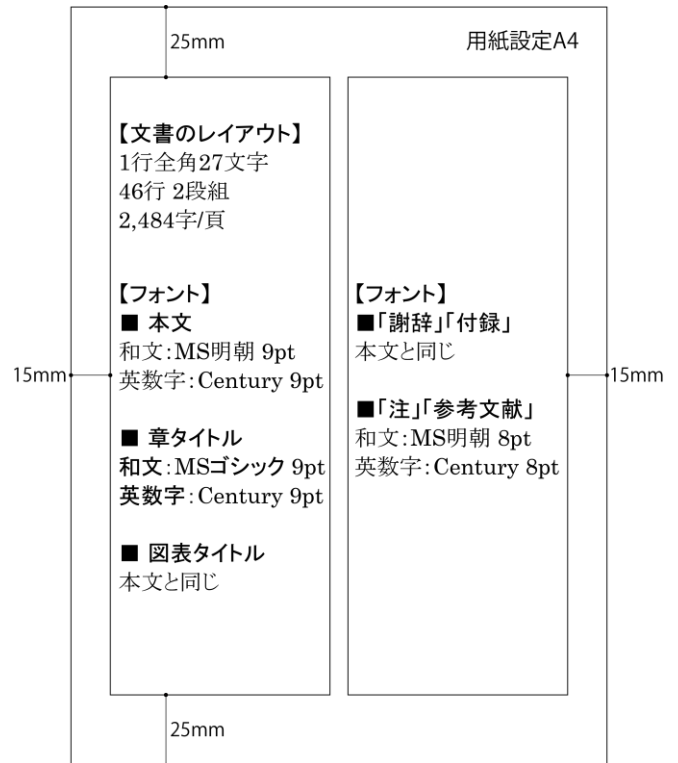 25mm
用紙設定A4
【文書のレイアウト】
1行全角27文字
46行 2段組
2,484字/頁
【フォント】
■ 本文
和文：MS明朝 9pt
英数字：Century 9pt
■ 章タイトル
和文：MSゴシック 9pt
英数字：Century 9pt
■ 図表タイトル
本文と同じ
【フォント】
■「謝辞」「付録」
本文と同じ
■「注」「参考文献」
和文：MS明朝 8pt
英数字：Century 8pt
15mm
15mm
25mm